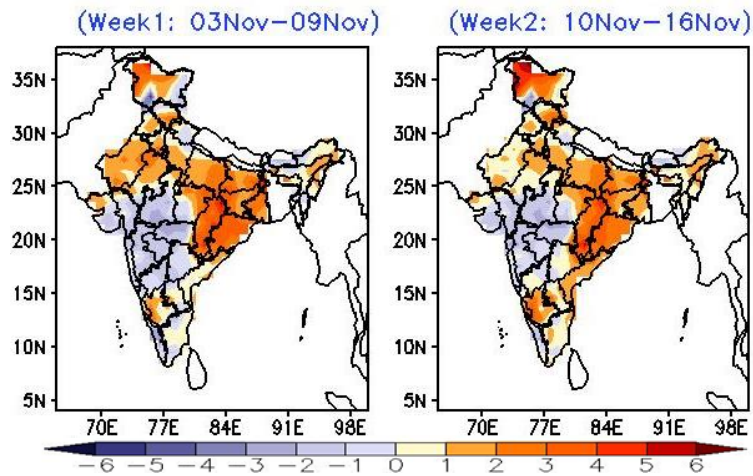 (Week1: 03Nov−09Nov) (Week2: 10Nov−16Nov)
35N
30N
25N
20N
15N
10N
5N
70E 77E 84E 91E 98E
35N
30N
25N
20N
15N
10N
5N
70E 77E 84E 91E 98E
−6 −5 −4 −3 −2 −1 0 1 2 3 4 5 6